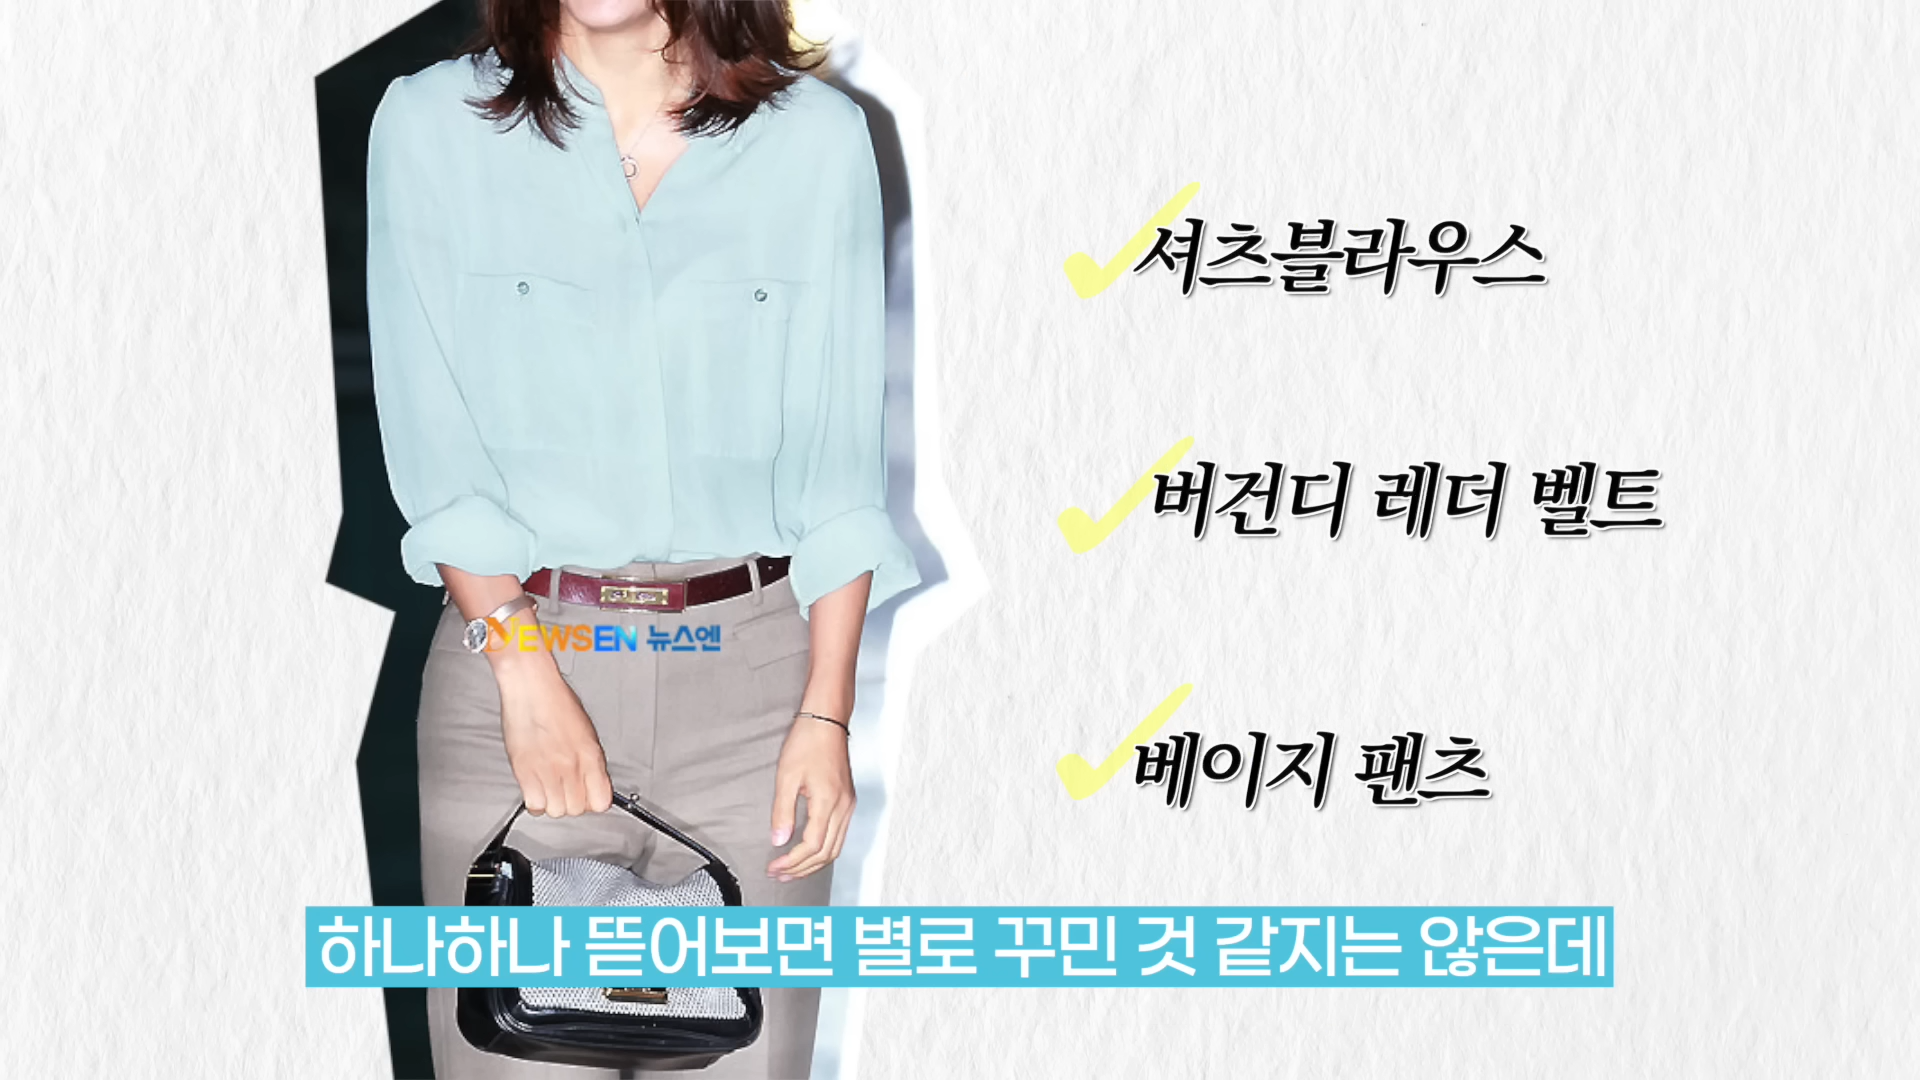 셔츠블라우스
버건디 레더 벨트
NEWSEN 뉴스엔
베이지 팬츠
하나하나 뜯어보면 별로 꾸민 것 같지는 않은데